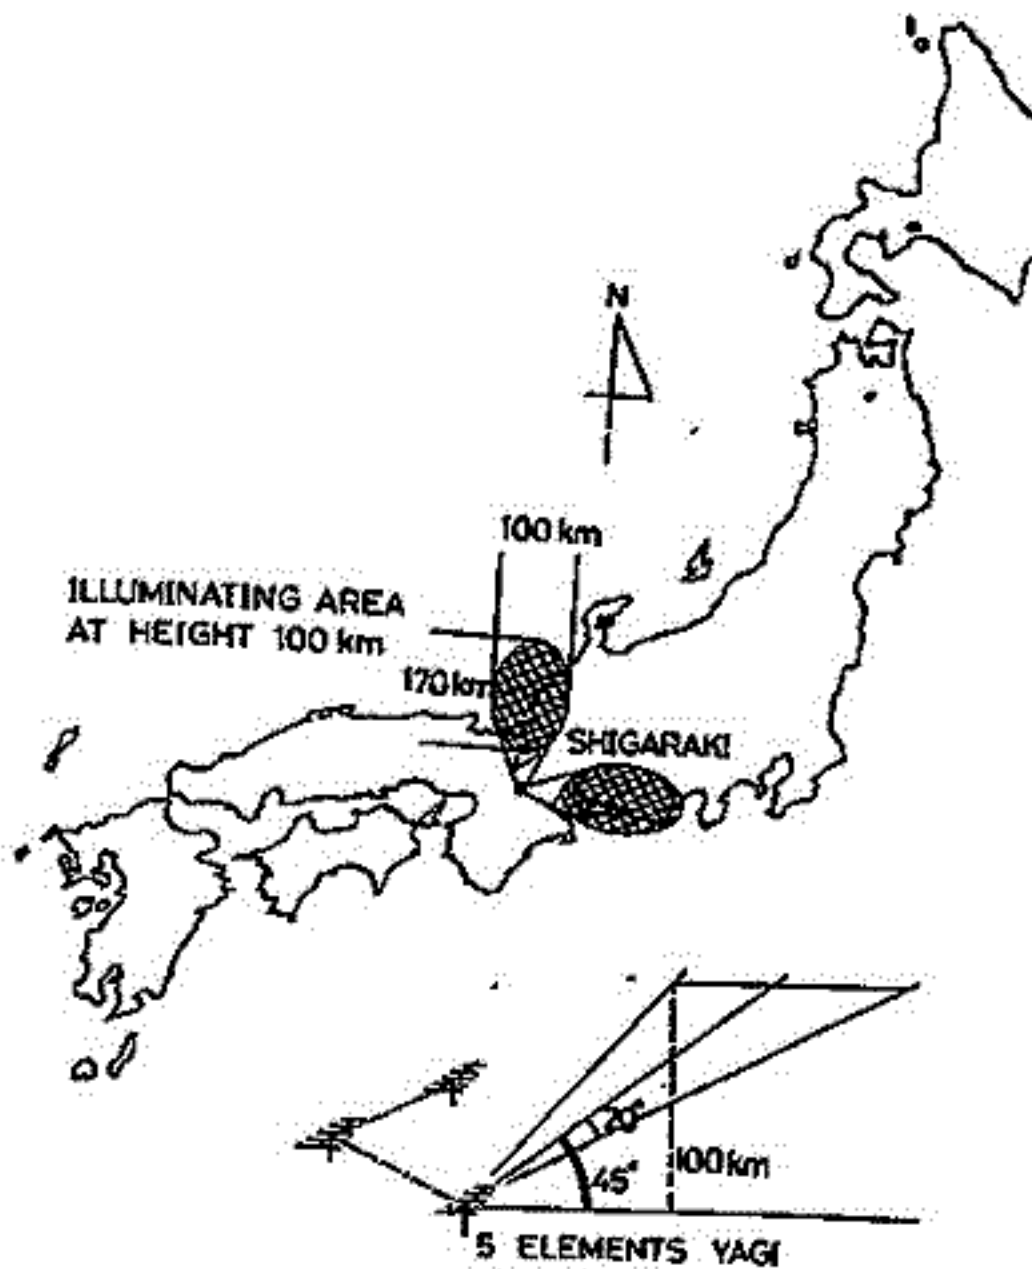 N
100 km
ILLUMINATING AREA
AT HEIGHT 100 km
170 km
SHIGARAKI
20°
45°
100 km
5 ELEMENTS YAGI